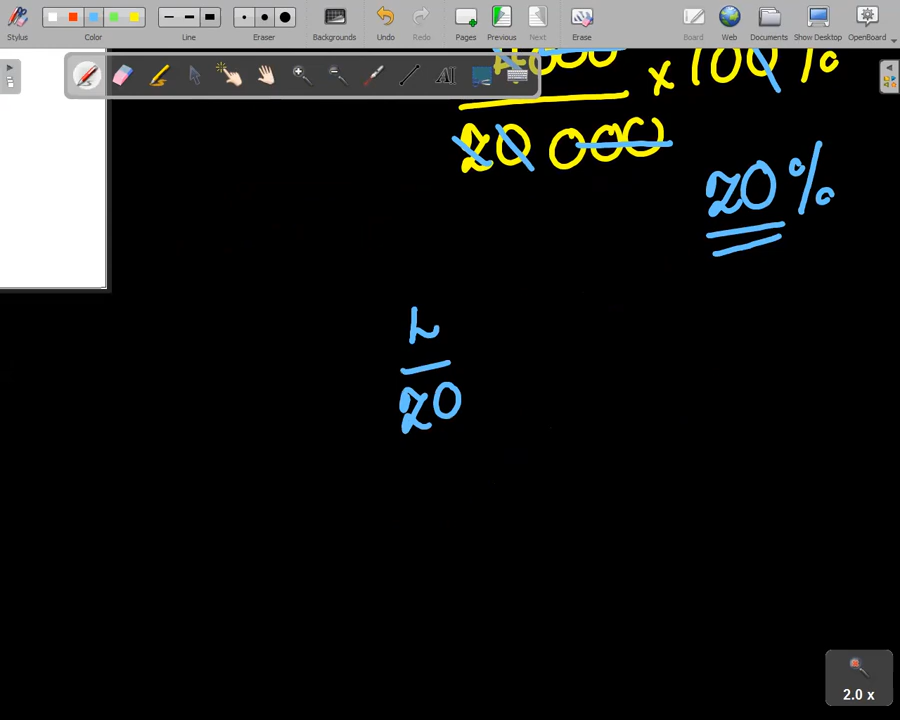 Stylus
Color
Line
Eraser
Backgrounds
Undo
Redo
Pages
Previous
Next
Erase
Board
Web
Documents
Show Desktop
OpenBoard
000 x 100 %
20 000
20%
20
2.0 x